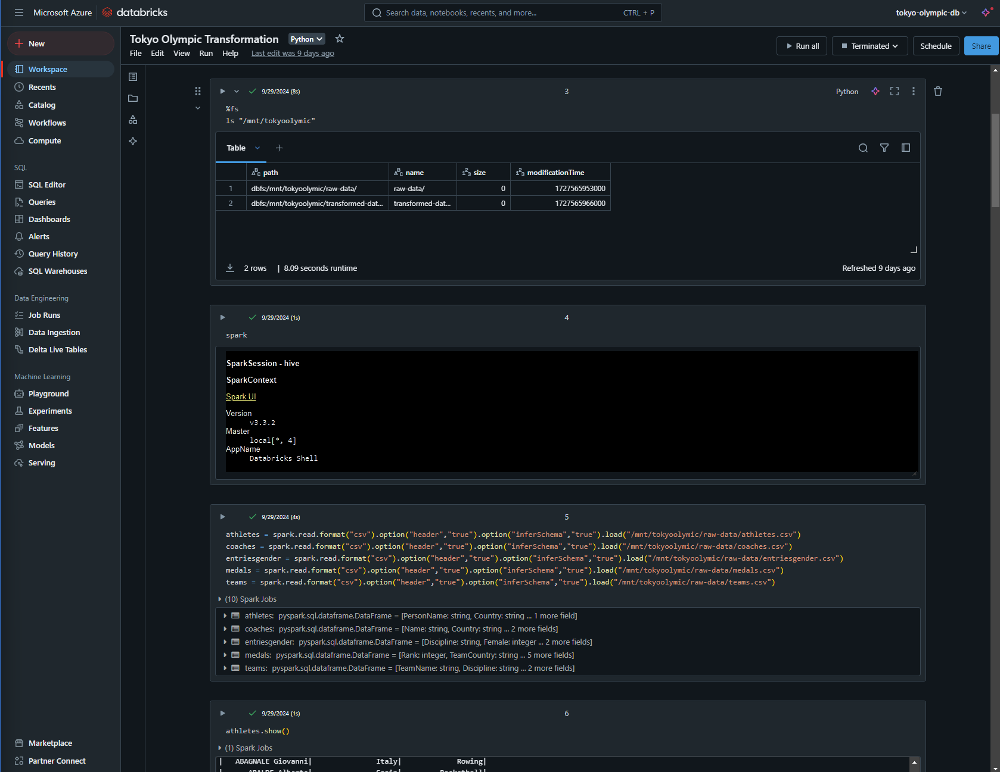 Microsoft Azure databricks
Search data, notebooks, recents, and more...
CTRL + P
tokyo-olympic-db
New
Workspace
Recents
Catalog
Workflows
Compute
SQL
SQL Editor
Queries
Dashboards
Alerts
Query History
SQL Warehouses
Data Engineering
Job Runs
Data Ingestion
Delta Live Tables
Machine Learning
Playground
Experiments
Features
Models
Serving
Marketplace
Partner Connect
Tokyo Olympic Transformation Python
File Edit View Run Help Last edit was 9 days ago
Run all Terminated Schedule Share
9/29/2024 (8s) 3 Python
%fs
ls "/mnt/tokyoolymic"
Table
path name size modificationTime
1 dbfs:/mnt/tokyoolymic/raw-data/ raw-data/ 0 1727565953000
2 dbfs:/mnt/tokyoolymic/transformed-dat... transformed-dat... 0 1727565966000
2 rows | 8.09 seconds runtime Refreshed 9 days ago
9/29/2024 (1s) 4
spark
SparkSession - hive
SparkContext
Spark UI
Version
v3.3.2
Master
local[*, 4]
AppName
Databricks Shell
9/29/2024 (4s) 5
athletes = spark.read.format("csv").option("header","true").option("inferSchema","true").load("/mnt/tokyoolymic/raw-data/athletes.csv")
coaches = spark.read.format("csv").option("header","true").option("inferSchema","true").load("/mnt/tokyoolymic/raw-data/coaches.csv")
entriesgender = spark.read.format("csv").option("header","true").option("inferSchema","true").load("/mnt/tokyoolymic/raw-data/entriesgender.csv")
medals = spark.read.format("csv").option("header","true").option("inferSchema","true").load("/mnt/tokyoolymic/raw-data/medals.csv")
teams = spark.read.format("csv").option("header","true").option("inferSchema","true").load("/mnt/tokyoolymic/raw-data/teams.csv")
(10) Spark Jobs
athletes: pyspark.sql.dataframe.DataFrame = [PersonName: string, Country: string ... 1 more field]
coaches: pyspark.sql.dataframe.DataFrame = [Name: string, Country: string ... 2 more fields]
entriesgender: pyspark.sql.dataframe.DataFrame = [Discipline: string, Female: integer ... 2 more fields]
medals: pyspark.sql.dataframe.DataFrame = [Rank: integer, TeamCountry: string ... 5 more fields]
teams: pyspark.sql.dataframe.DataFrame = [TeamName: string, Discipline: string ... 2 more fields]
9/29/2024 (1s) 6
athletes.show()
(1) Spark Jobs
| ABAGNALE Giovanni| Italy| Rowing|